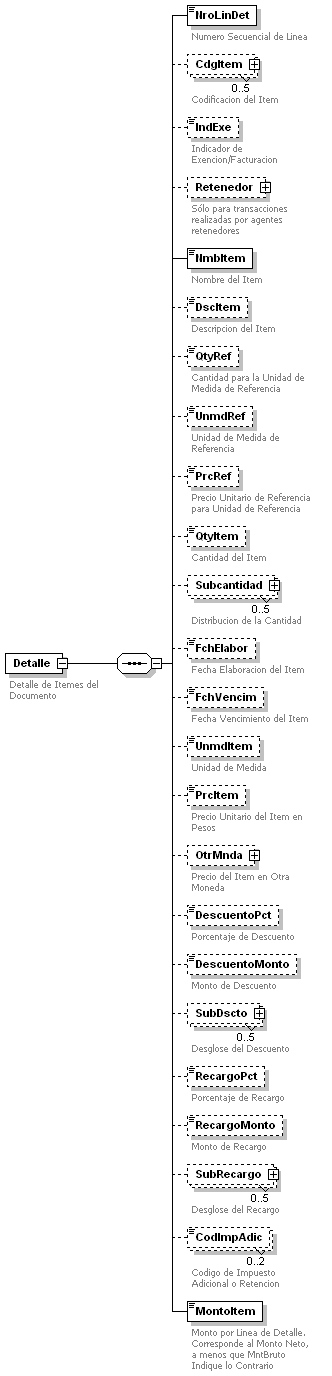 NroLinDet
Numero Secuencial de Linea
CdgItem
0..5
Codificacion del Item
IndExe
Indicador de
Exencion/Facturacion
Retenedor
Sólo para transacciones
realizadas por agentes
retenedores
NmbItem
Nombre del Item
DscItem
Descripcion del Item
QtyRef
Cantidad para la Unidad de
Medida de Referencia
UnmdRef
Unidad de Medida de
Referencia
PrcRef
Precio Unitario de Referencia
para Unidad de Referencia
QtyItem
Cantidad del Item
Subcantidad
0..5
Distribucion de la Cantidad
FchElabor
Fecha Elaboracion del Item
Detalle
Detalle de Itemes del
Documento
FchVencim
Fecha Vencimiento del Item
UnmdItem
Unidad de Medida
PrcItem
Precio Unitario del Item en
Pesos
OtrMnda
Precio del Item en Otra
Moneda
DescuentoPct
Porcentaje de Descuento
DescuentoMonto
Monto de Descuento
SubDscto
0..5
Desglose del Descuento
RecargoPct
Porcentaje de Recargo
RecargoMonto
Monto de Recargo
SubRecargo
0..5
Desglose del Recargo
CodImpAdic
0..2
Codigo de Impuesto
Adicional o Retencion
MontoItem
Monto por Linea de Detalle.
Corresponde al Monto Neto,
a menos que MntBruto
Indique lo Contrario